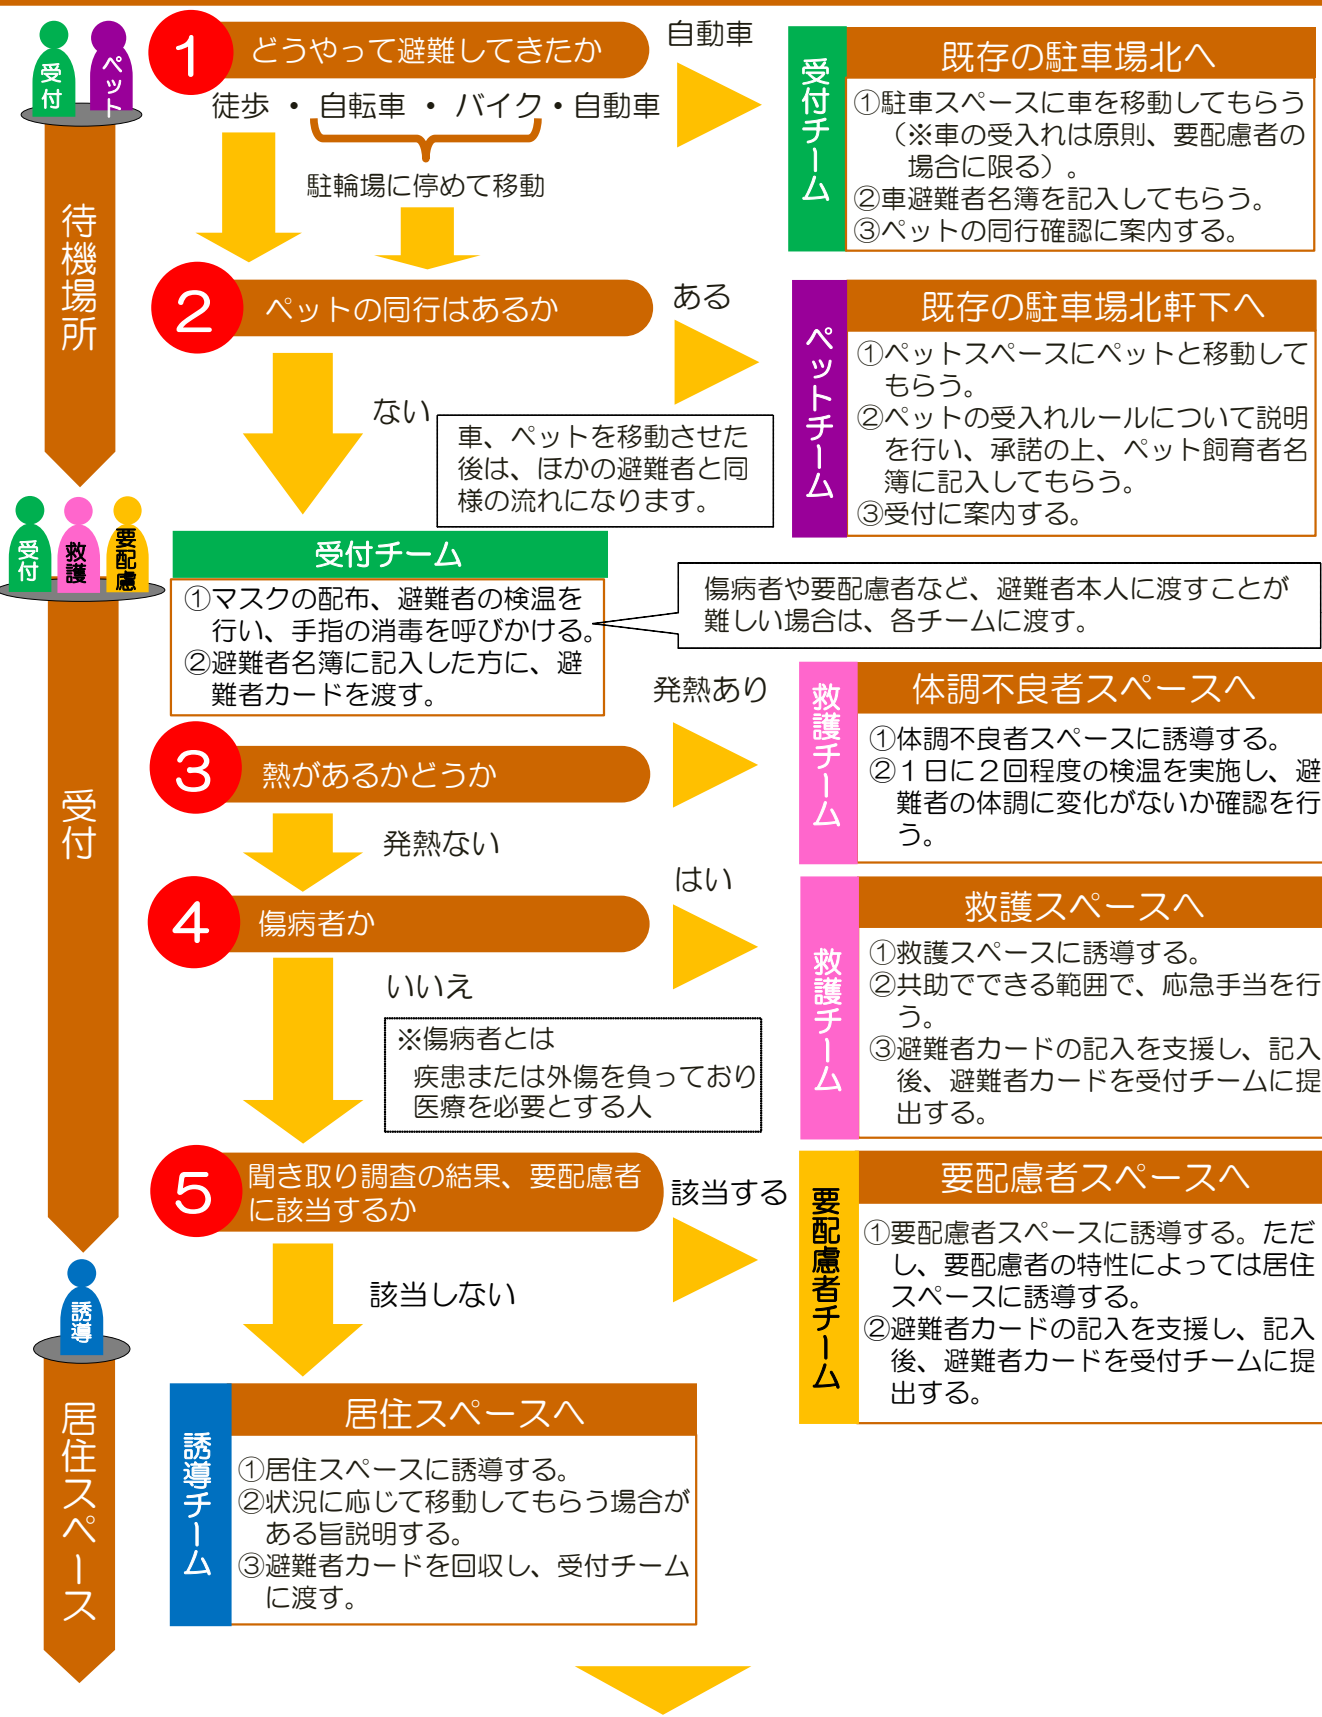 受付
ペット
1
どうやって避難してきたか
自動車
徒歩 ・ 自転車 ・ バイク・自動車
駐輪場に停めて移動
受付チーム
既存の駐車場北へ
①駐車スペースに車を移動してもらう
（※車の受入れは原則、要配慮者の
場合に限る）。
②車避難者名簿を記入してもらう。
③ペットの同行確認に案内する。
待機場所
2
ペットの同行はあるか
ある
ない
車、ペットを移動させた
後は、ほかの避難者と同
様の流れになります。
ペットチーム
既存の駐車場北軒下へ
①ペットスペースにペットと移動して
もらう。
②ペットの受入れルールについて説明
を行い、承諾の上、ペット飼育者名
簿に記入してもらう。
③受付に案内する。
受付
救護
要配慮
受付チーム
①マスクの配布、避難者の検温を
行い、手指の消毒を呼びかける。
②避難者名簿に記入した方に、避
難者カードを渡す。
傷病者や要配慮者など、避難者本人に渡すことが
難しい場合は、各チームに渡す。
受付
3
熱があるかどうか
発熱あり
発熱ない
救護チーム
体調不良者スペースへ
①体調不良者スペースに誘導する。
②１日に２回程度の検温を実施し、避
難者の体調に変化がないか確認を行
う。
4
傷病者か
はい
いいえ
※傷病者とは
疾患または外傷を負っており
医療を必要とする人
救護チーム
救護スペースへ
①救護スペースに誘導する。
②共助でできる範囲で、応急手当を行
う。
③避難者カードの記入を支援し、記入
後、避難者カードを受付チームに提
出する。
5
聞き取り調査の結果、要配慮者
に該当するか
該当する
該当しない
要配慮者チーム
要配慮者スペースへ
①要配慮者スペースに誘導する。ただ
し、要配慮者の特性によっては居住
スペースに誘導する。
②避難者カードの記入を支援し、記入
後、避難者カードを受付チームに提
出する。
誘導
居住スペース
誘導チーム
居住スペースへ
①居住スペースに誘導する。
②状況に応じて移動してもらう場合が
ある旨説明する。
③避難者カードを回収し、受付チーム
に渡す。